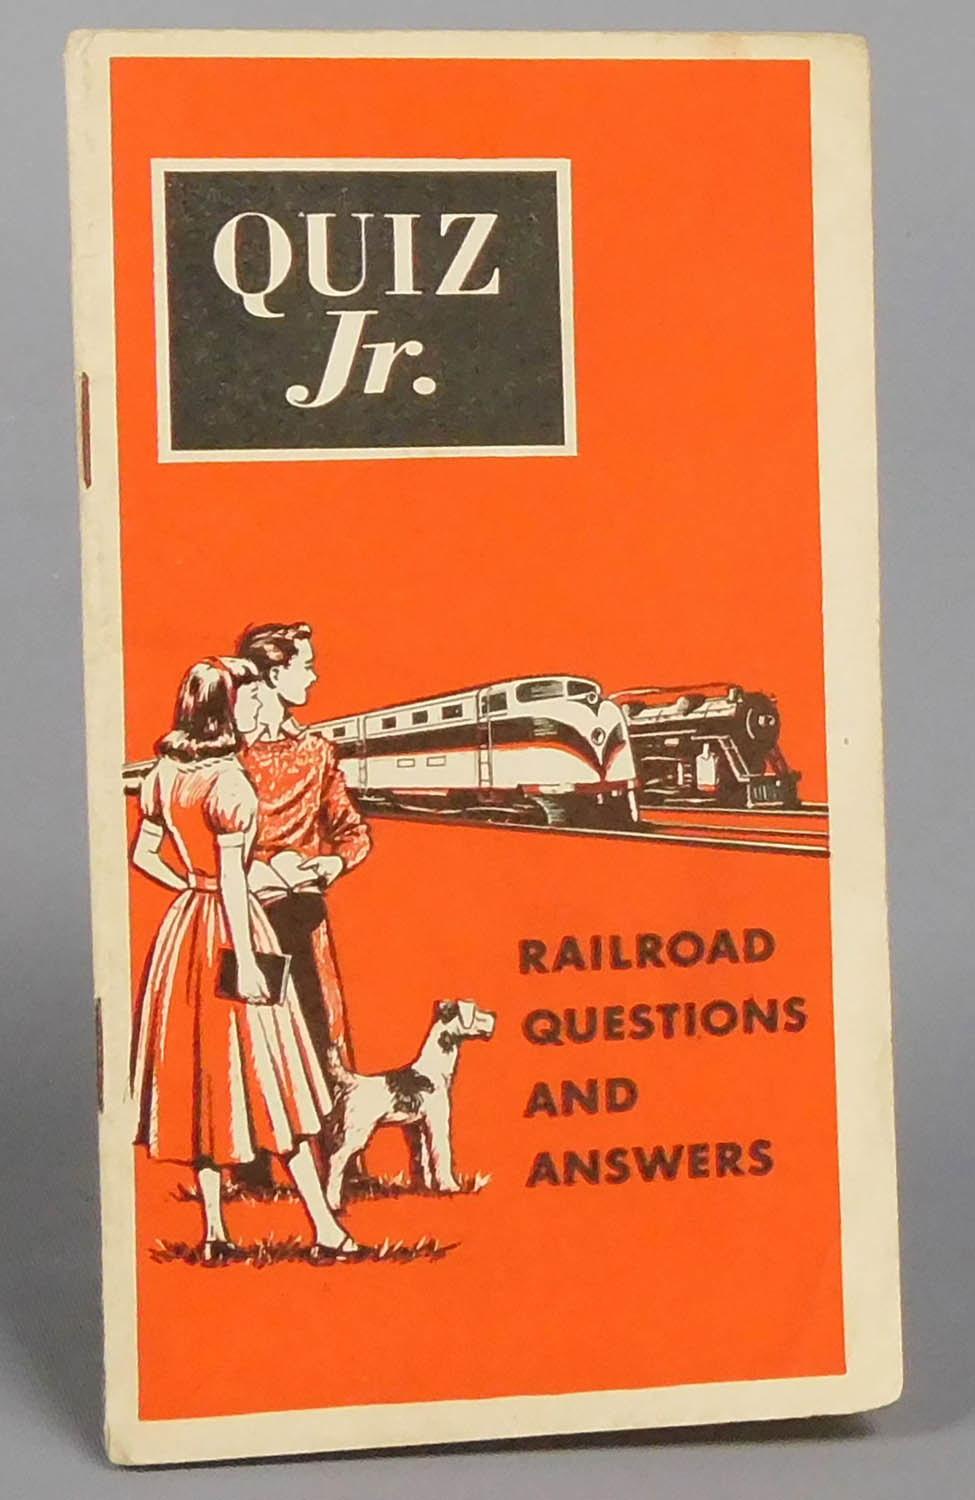 QUIZ
Jr.
RAILROAD
QUESTIONS
AND
ANSWERS